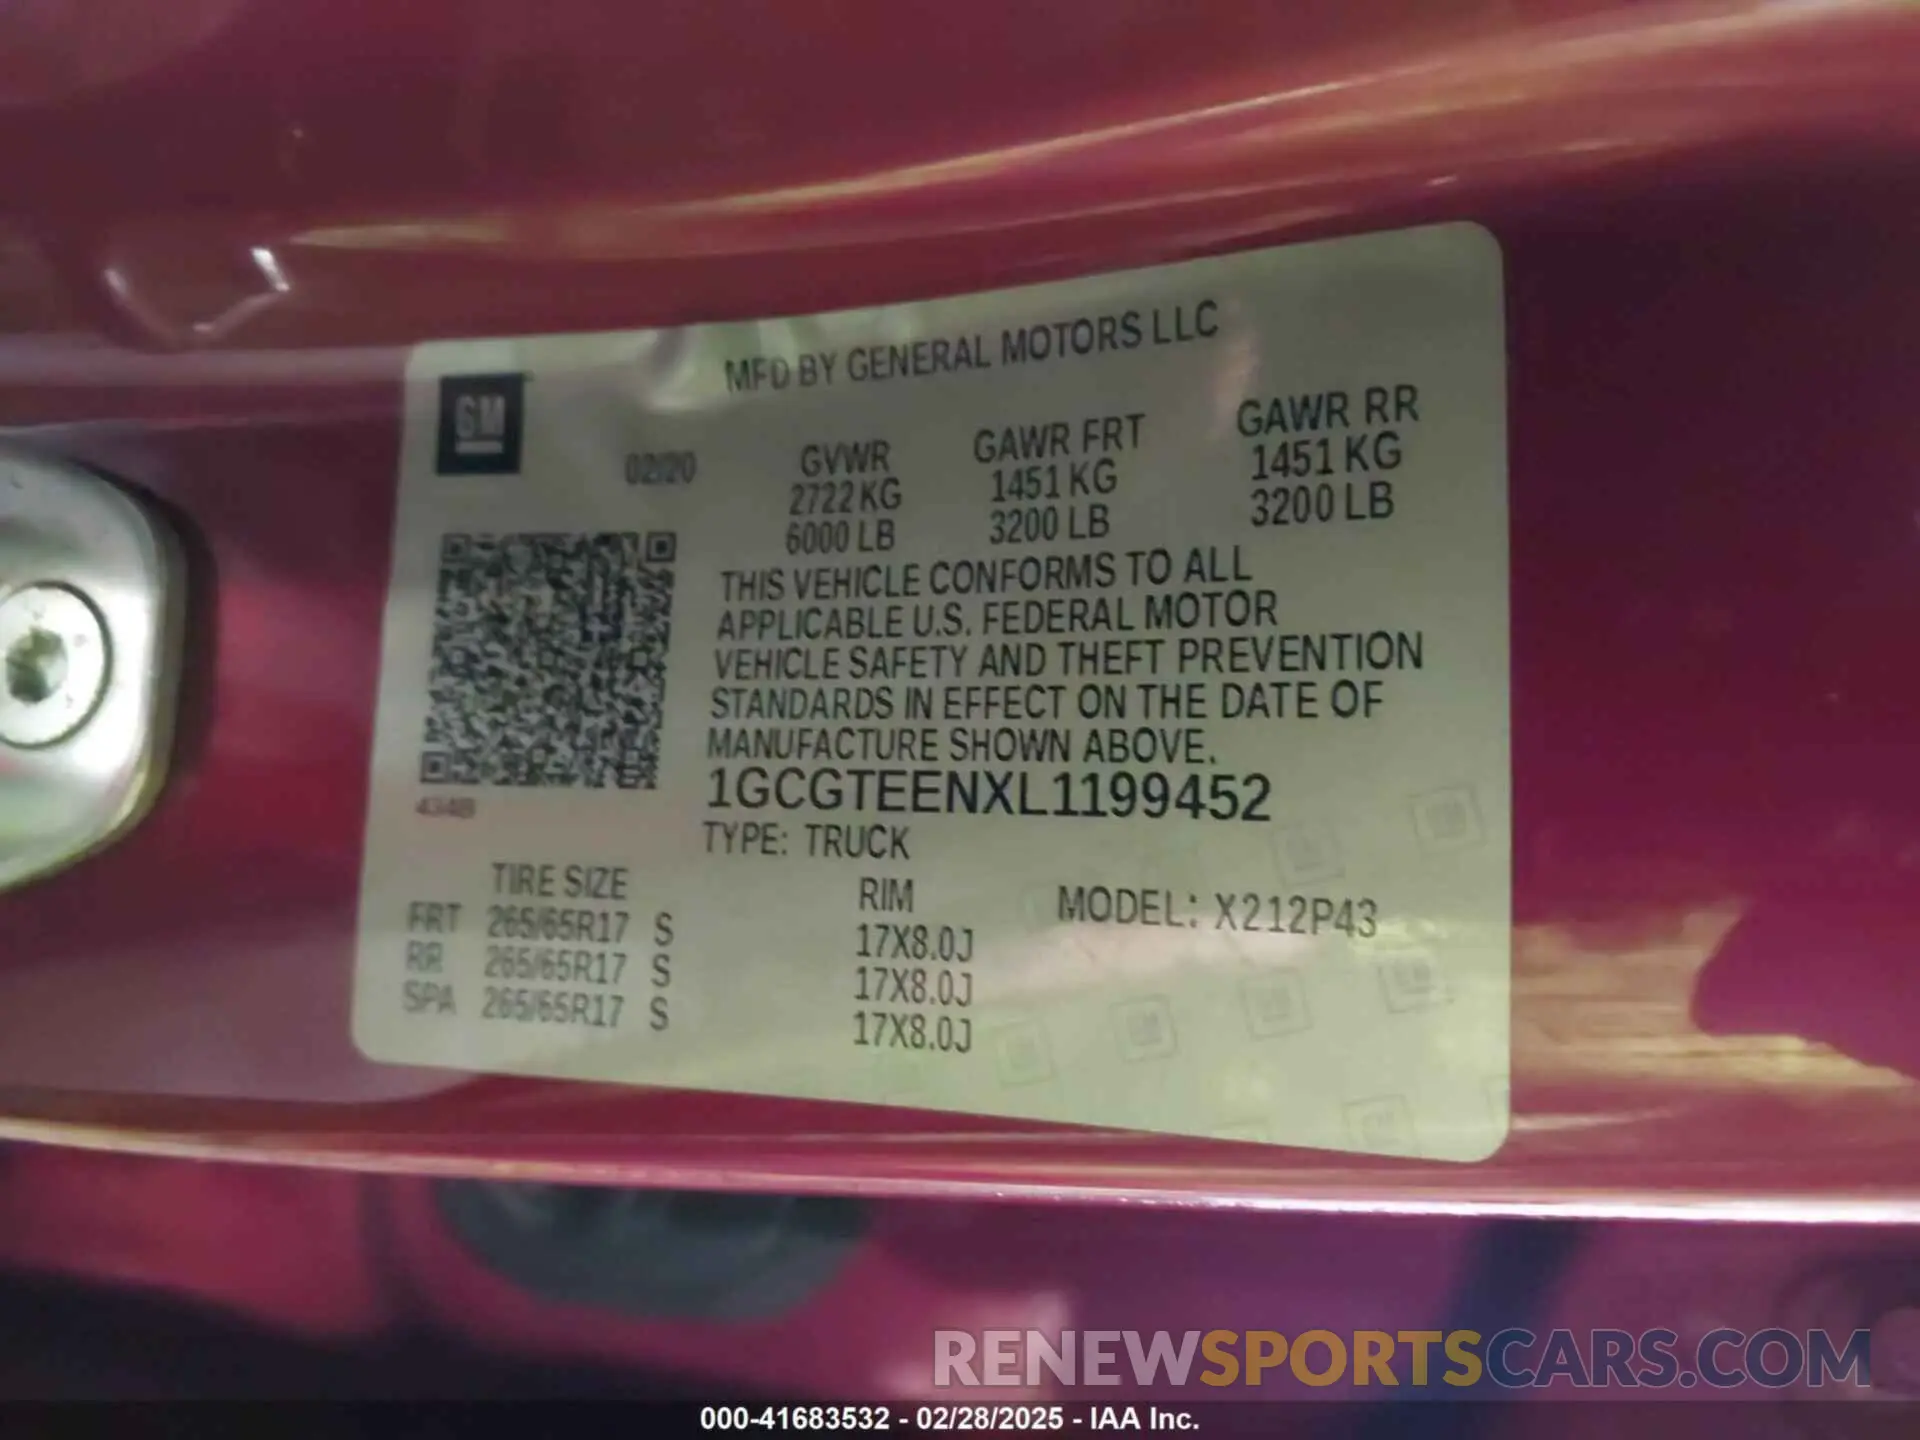 MFD BY GENERAL MOTORS LLC
GM
02/20
GVWR
2722 KG
6000 LB
GAWR FRT
1451 KG
3200 LB
GAWR RR
1451 KG
3200 LB
THIS VEHICLE CONFORMS TO ALL
APPLICABLE U.S. FEDERAL MOTOR
VEHICLE SAFETY AND THEFT PREVENTION
STANDARDS IN EFFECT ON THE DATE OF
MANUFACTURE SHOWN ABOVE.
1GCGTEENXL1199452
4348
TYPE: TRUCK
TIRE SIZE
RIM
MODEL: X212P43
FRT 265/65R17 S 17X8.0J
RR 265/65R17 S 17X8.0J
SPA 265/65R17 S 17X8.0J
RENEWSPORTSCARS.COM
000-41683532 - 02/28/2025 - IAA Inc.